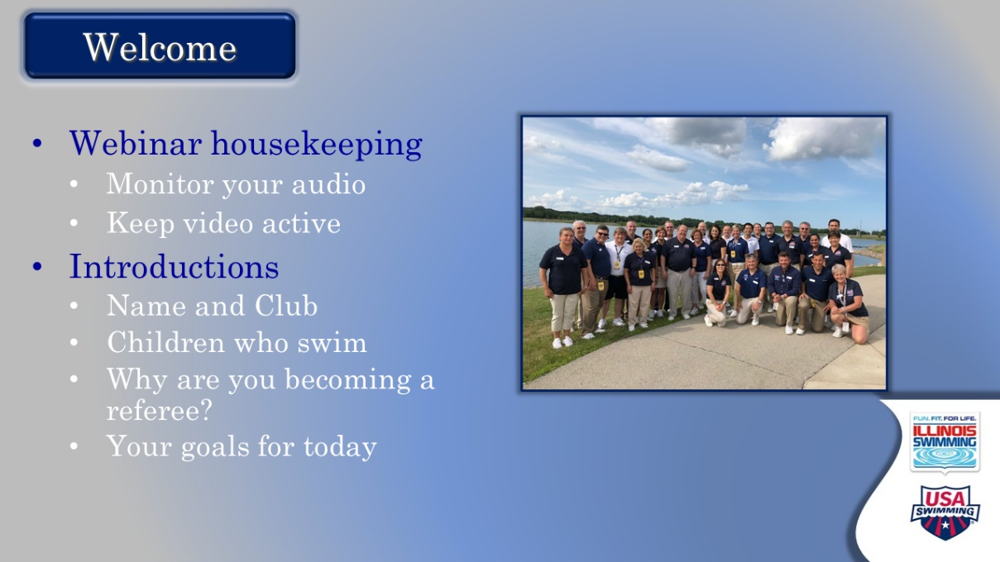 Welcome
• Webinar housekeeping
• Monitor your audio
• Keep video active
• Introductions
• Name and Club
• Children who swim
• Why are you becoming a
referee?
• Your goals for today
FUN. FIT. FOR LIFE.
ILLINOIS
SWIMMING
USA
SWIMMING